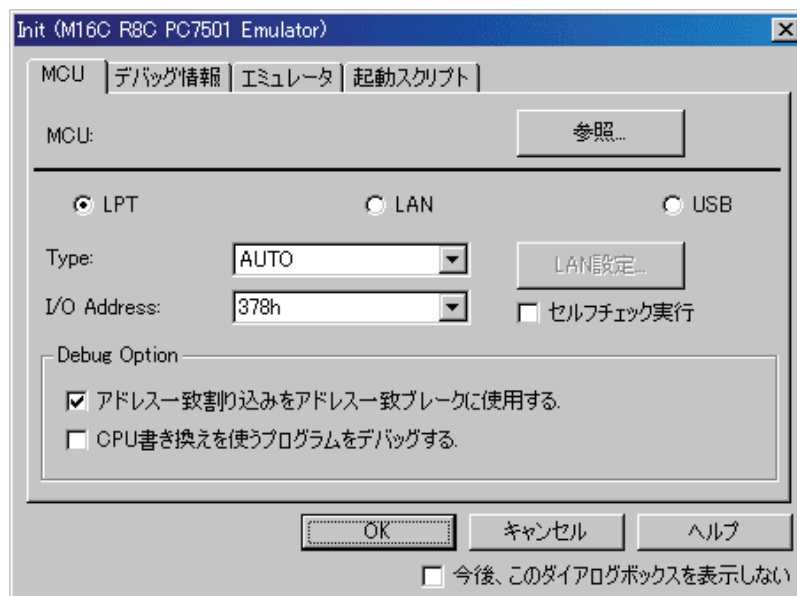 Init (M16C R8C PC7501 Emulator)
MCU デバッグ情報 エミュレータ 起動スクリプト
MCU: 参照...
LPT LAN USB
Type: AUTO LAN設定...
I/O Address: 378h セルフチェック実行
Debug Option
アドレス一致割り込みをアドレス一致ブレークに使用する.
CPU書き換えを使うプログラムをデバッグする.
OK キャンセル ヘルプ
今後、このダイアログボックスを表示しない